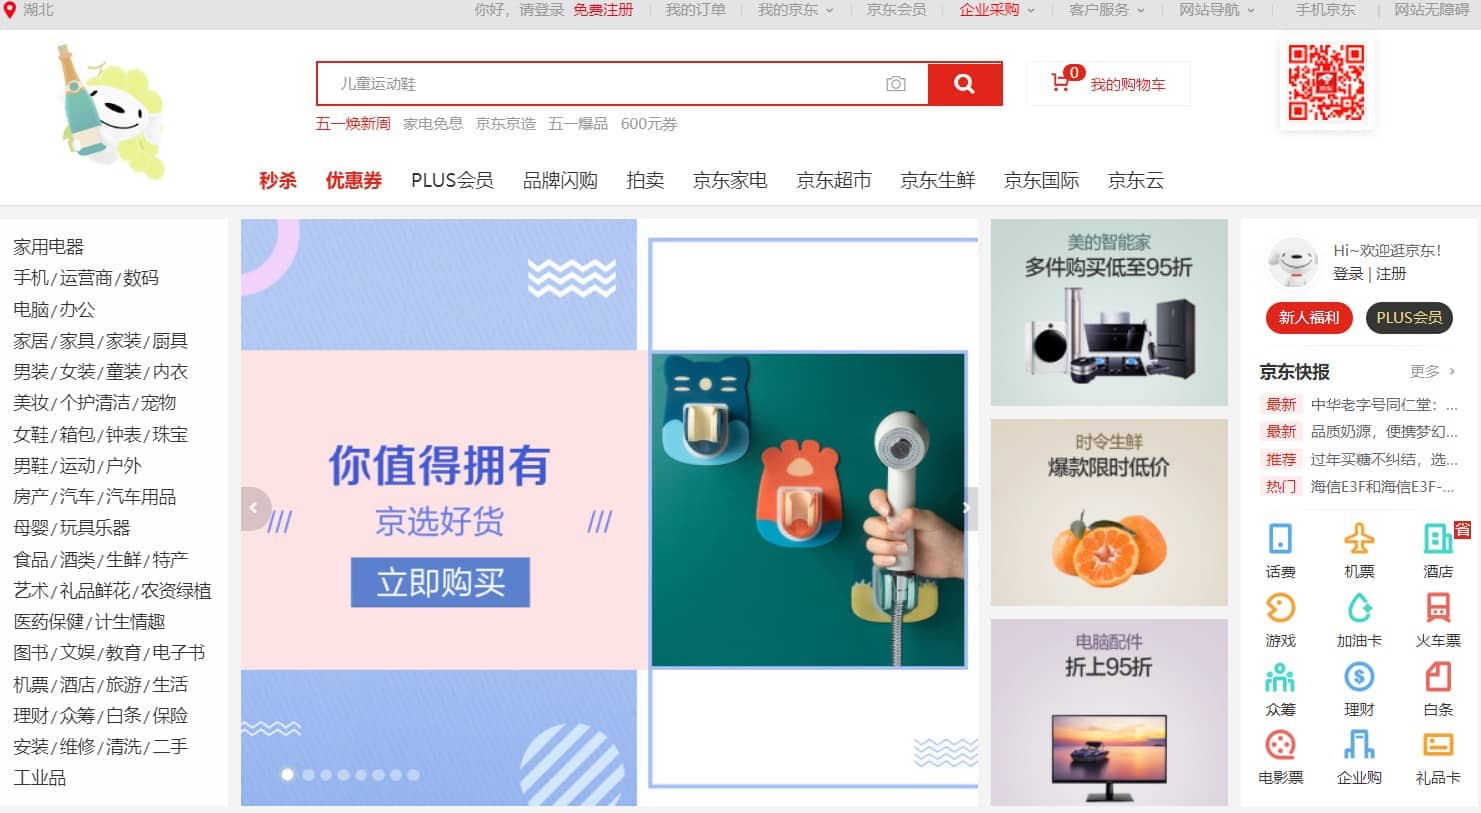 湖北
你好，请登录 免费注册 我的订单 我的京东 京东会员 企业采购 客户服务 网站导航 手机京东 网站无障碍
儿童运动鞋
0
我的购物车
五一焕新周 家电免息 京东京造 五一爆品 600元券
秒杀 优惠券 PLUS会员 品牌闪购 拍卖 京东家电 京东超市 京东生鲜 京东国际 京东云
家用电器
手机/运营商/数码
电脑/办公
家居/家具/家装/厨具
男装/女装/童装/内衣
美妆/个护清洁/宠物
女鞋/箱包/钟表/珠宝
男鞋/运动/户外
房产/汽车/汽车用品
母婴/玩具乐器
食品/酒类/生鲜/特产
艺术/礼品鲜花/农资绿植
医药保健/计生情趣
图书/文娱/教育/电子书
机票/酒店/旅游/生活
理财/众筹/白条/保险
安装/维修/清洗/二手
工业品
你值得拥有
/// 京选好货 ///
立即购买
美的智能家
多件购买低至95折
时令生鲜
爆款限时低价
电脑配件
折上95折
Hi~欢迎逛京东!
登录 | 注册
新人福利 PLUS会员
京东快报 更多
最新 中华老字号同仁堂：...
最新 品质奶源，便携梦幻...
推荐 过年买糖不纠结，选...
热门 海信E3F和海信E3F-...
省
话费 机票 酒店
游戏 加油卡 火车票
众筹 理财 白条
电影票 企业购 礼品卡